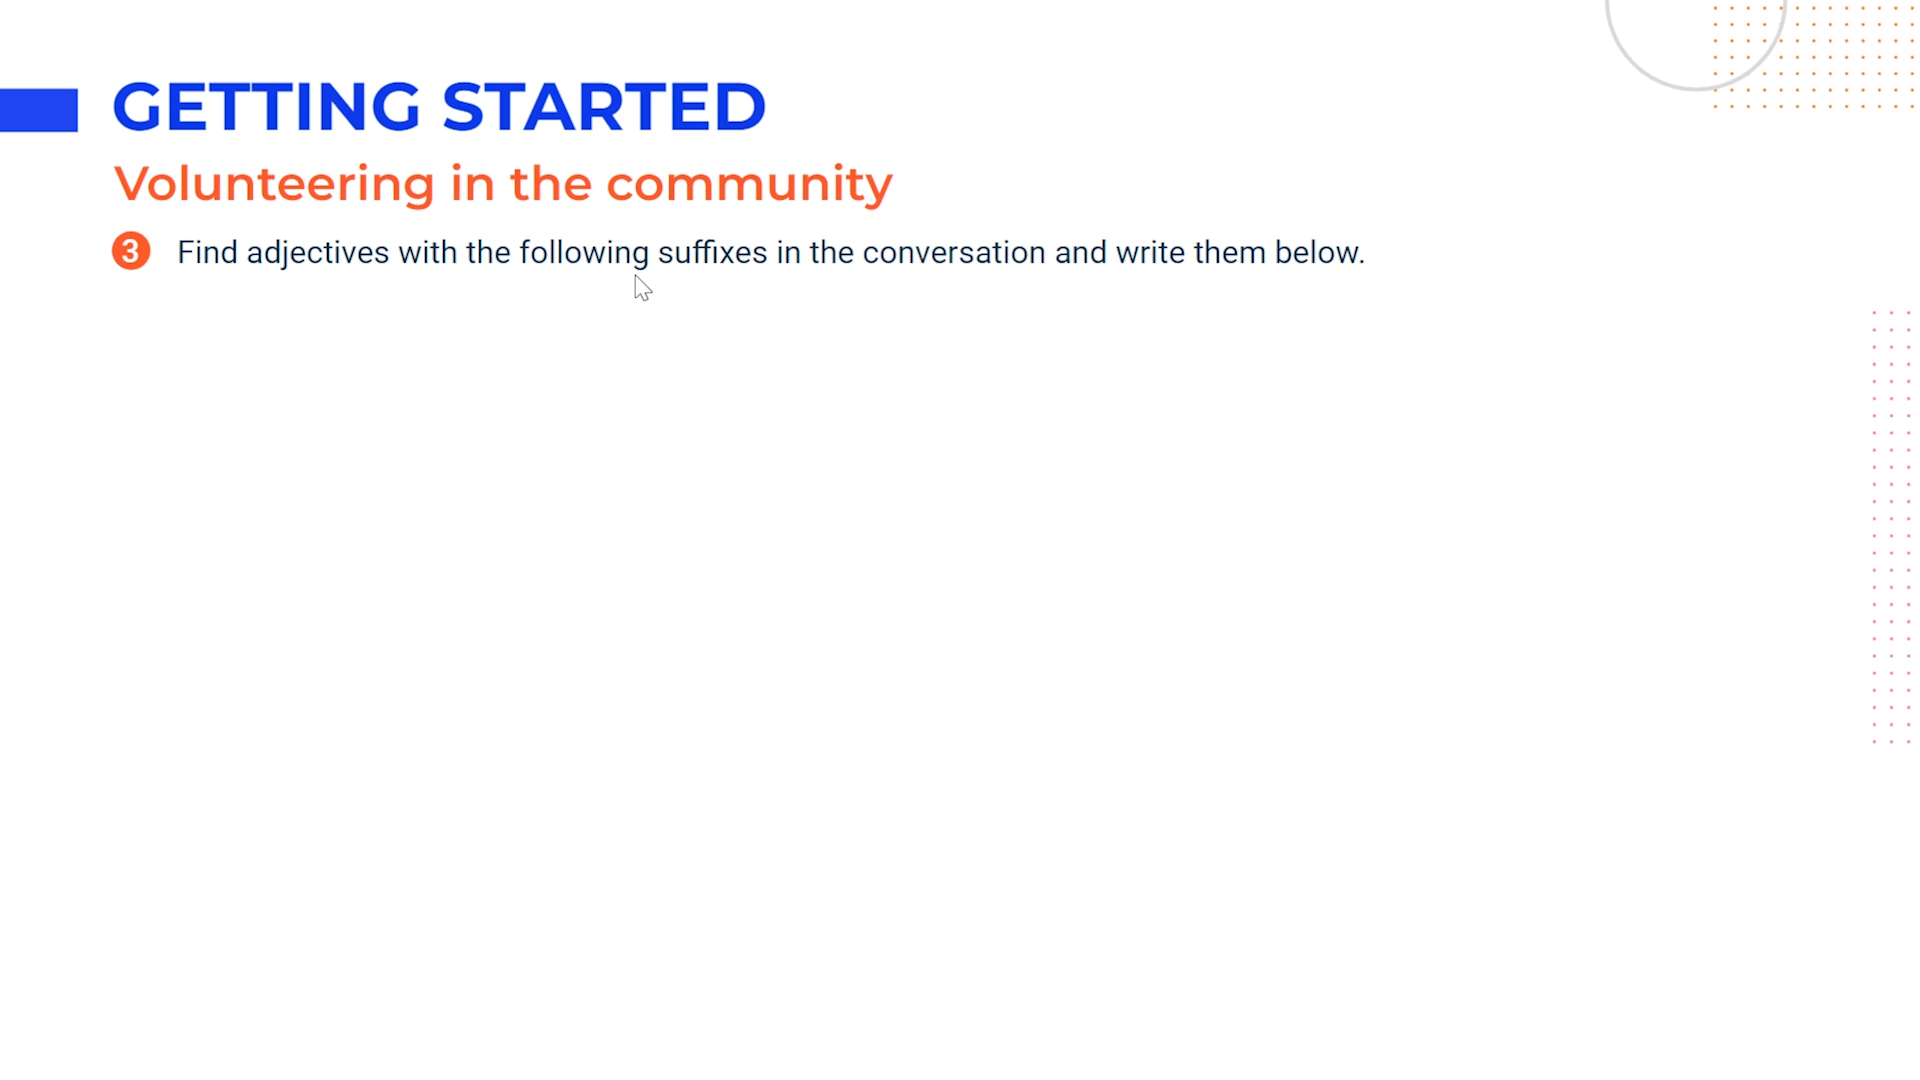 GETTING STARTED
Volunteering in the community
3 Find adjectives with the following suffixes in the conversation and write them below.